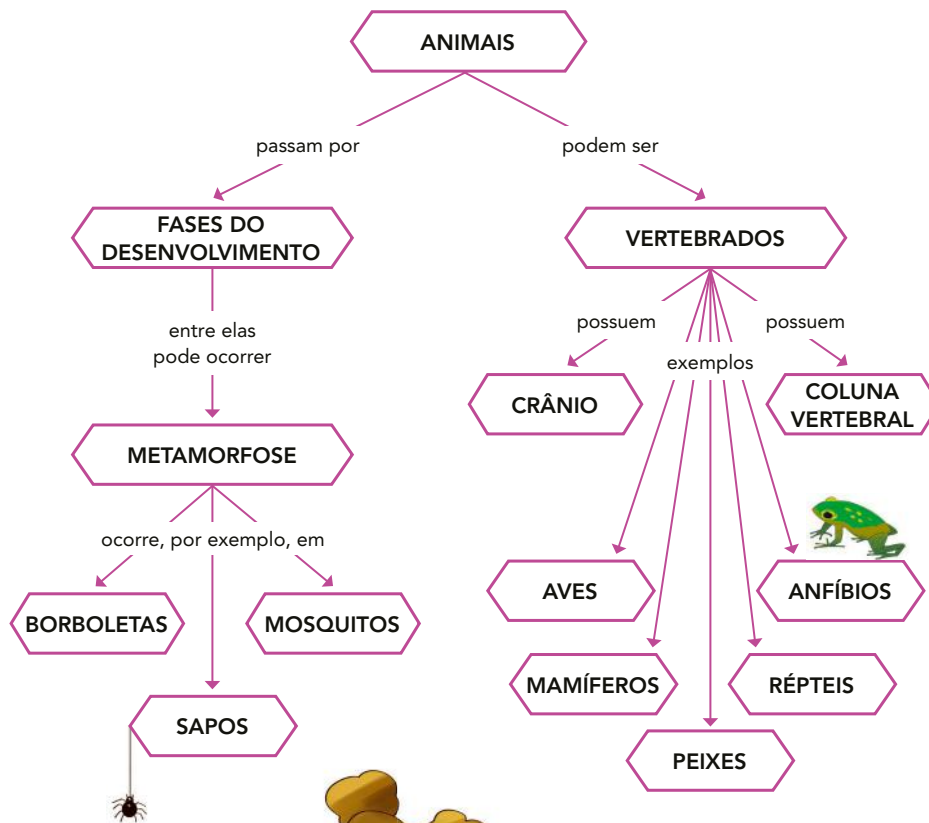 ANIMAIS
passam por
podem ser
FASES DO
DESENVOLVIMENTO
VERTEBRADOS
entre elas
pode ocorrer
possuem
possuem
exemplos
CRÂNIO
COLUNA
VERTEBRAL
METAMORFOSE
ocorre, por exemplo, em
BORBOLETAS
MOSQUITOS
SAPOS
AVES
ANFÍBIOS
MAMÍFEROS
RÉPTEIS
PEIXES